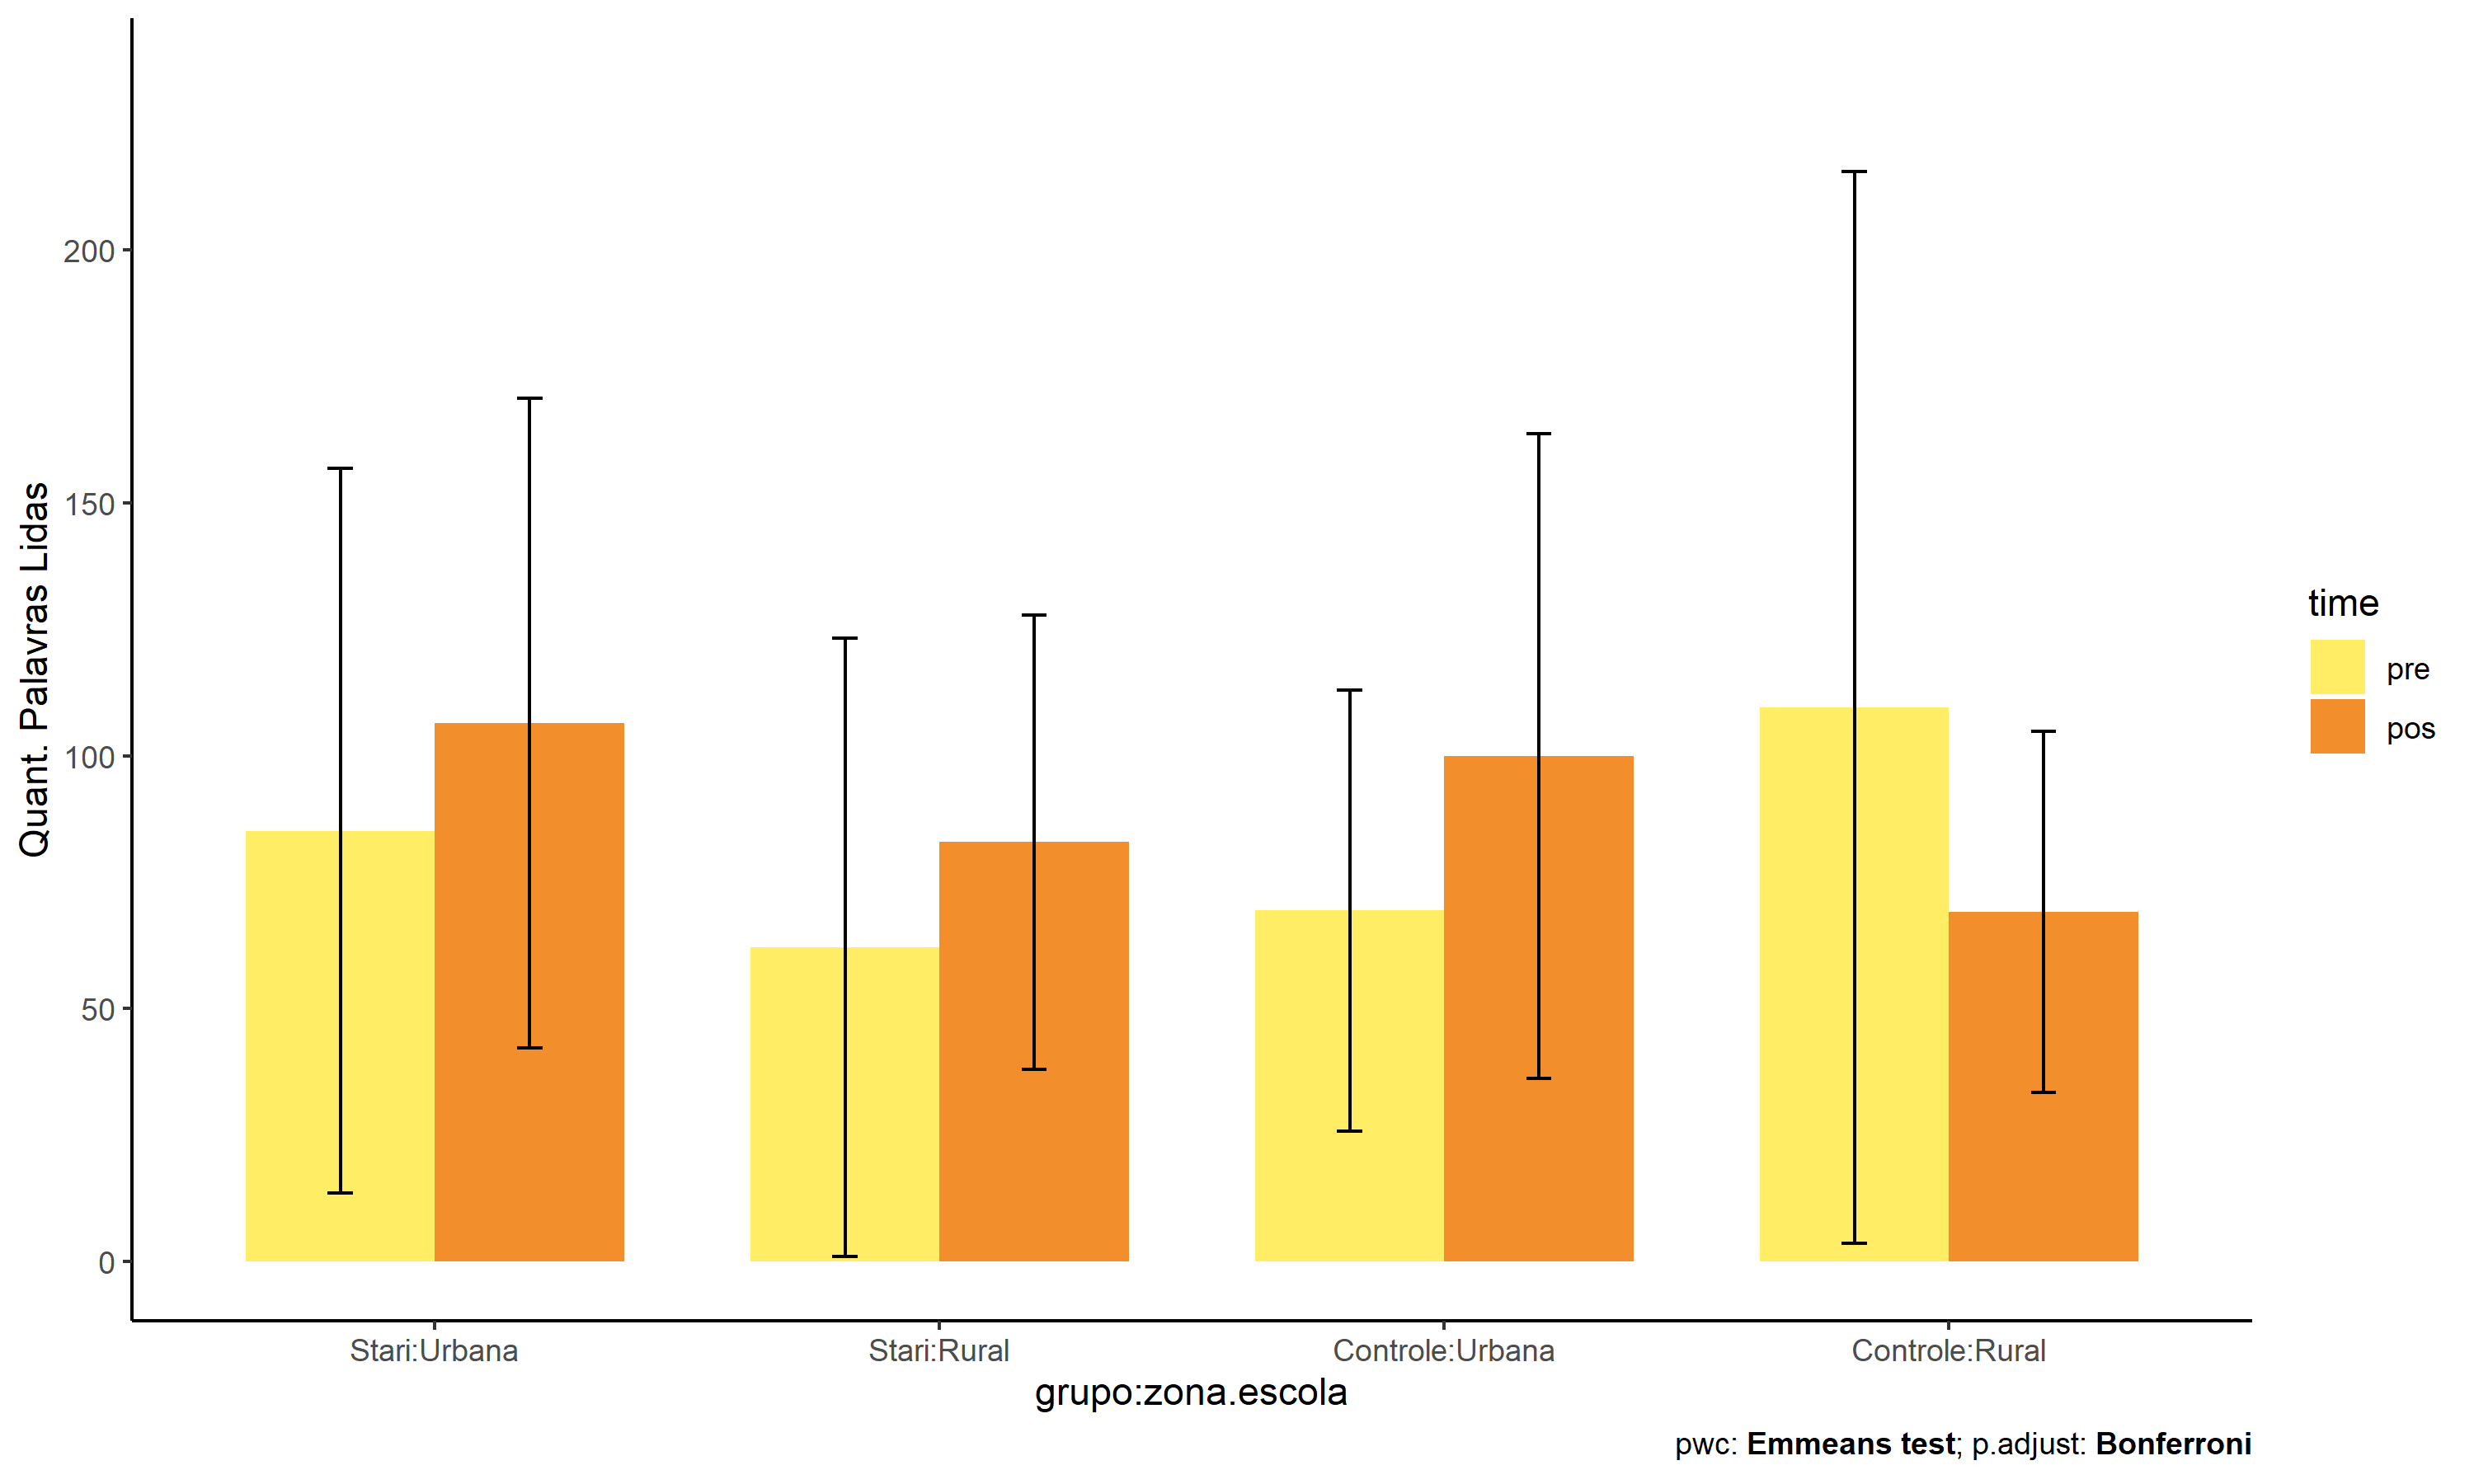 Quant. Palavras Lidas
200
150
100
50
0
Stari:Urbana
Stari:Rural
Controle:Urbana
Controle:Rural
grupo:zona.escola
time
pre
pos
pwc: Emmeans test; p.adjust: Bonferroni